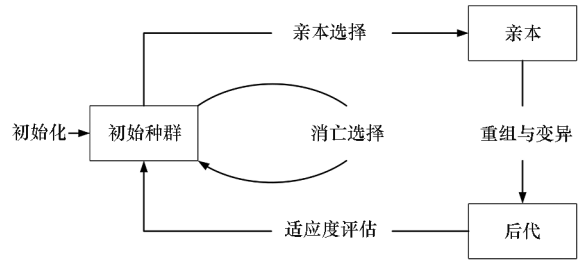 亲本选择
亲本
初始化
初始种群
消亡选择
重组与变异
适应度评估
后代